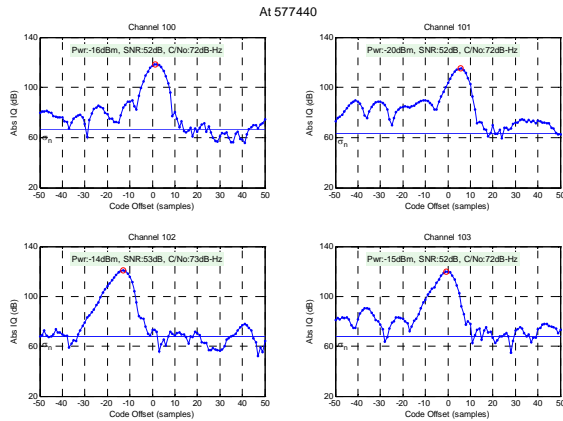 At 577440
Channel 100
Pwr:-16dBm, SNR:52dB, C/No:72dB-Hz
Abs IQ (dB)
140
100
60
20
σn
-50 -40 -30 -20 -10 0 10 20 30 40 50
Code Offset (samples)
Channel 101
Pwr:-20dBm, SNR:52dB, C/No:72dB-Hz
Abs IQ (dB)
140
100
60
20
σn
-50 -40 -30 -20 -10 0 10 20 30 40 50
Code Offset (samples)
Channel 102
Pwr:-14dBm, SNR:53dB, C/No:73dB-Hz
Abs IQ (dB)
140
100
60
20
σn
-50 -40 -30 -20 -10 0 10 20 30 40 50
Code Offset (samples)
Channel 103
Pwr:-15dBm, SNR:52dB, C/No:72dB-Hz
Abs IQ (dB)
140
100
60
20
σn
-50 -40 -30 -20 -10 0 10 20 30 40 50
Code Offset (samples)